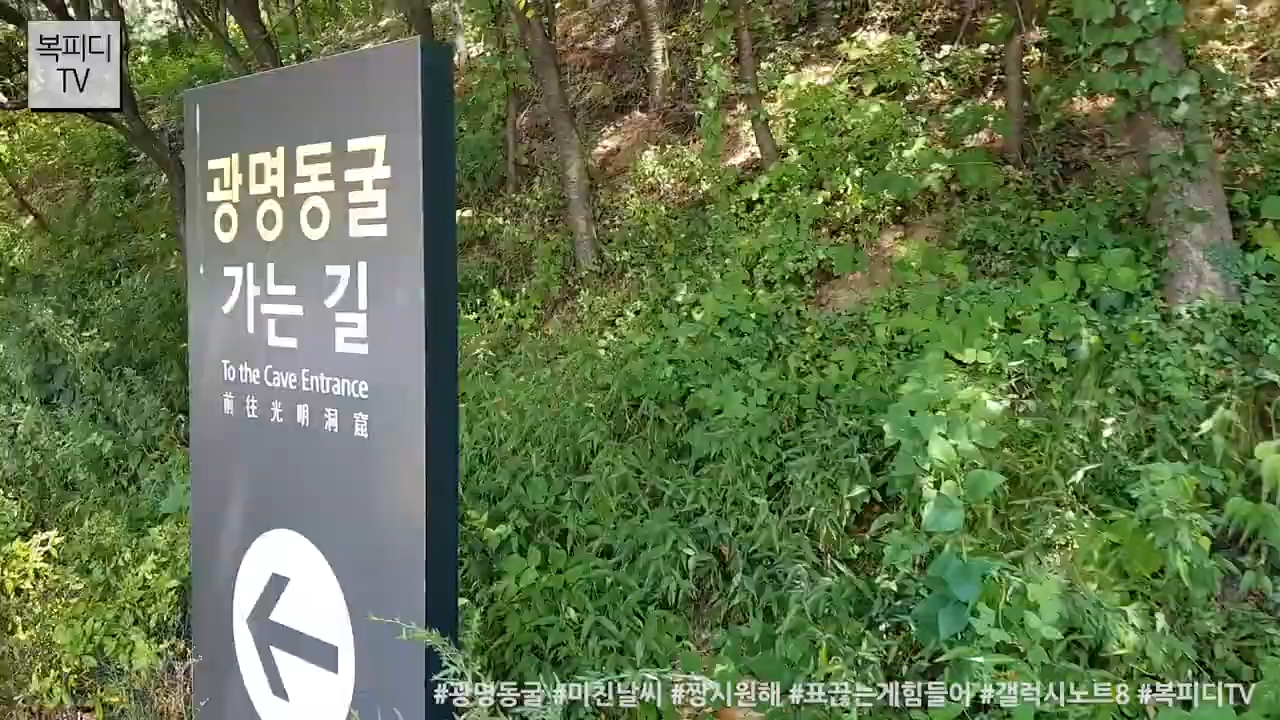 복피디
TV
광명동굴
가는 길
To the Cave Entrance
前往光明洞窟
#광명동굴 #미친날씨 #짱시원해 #표끊는게힘들어 #갤럭시노트8 #복피디TV